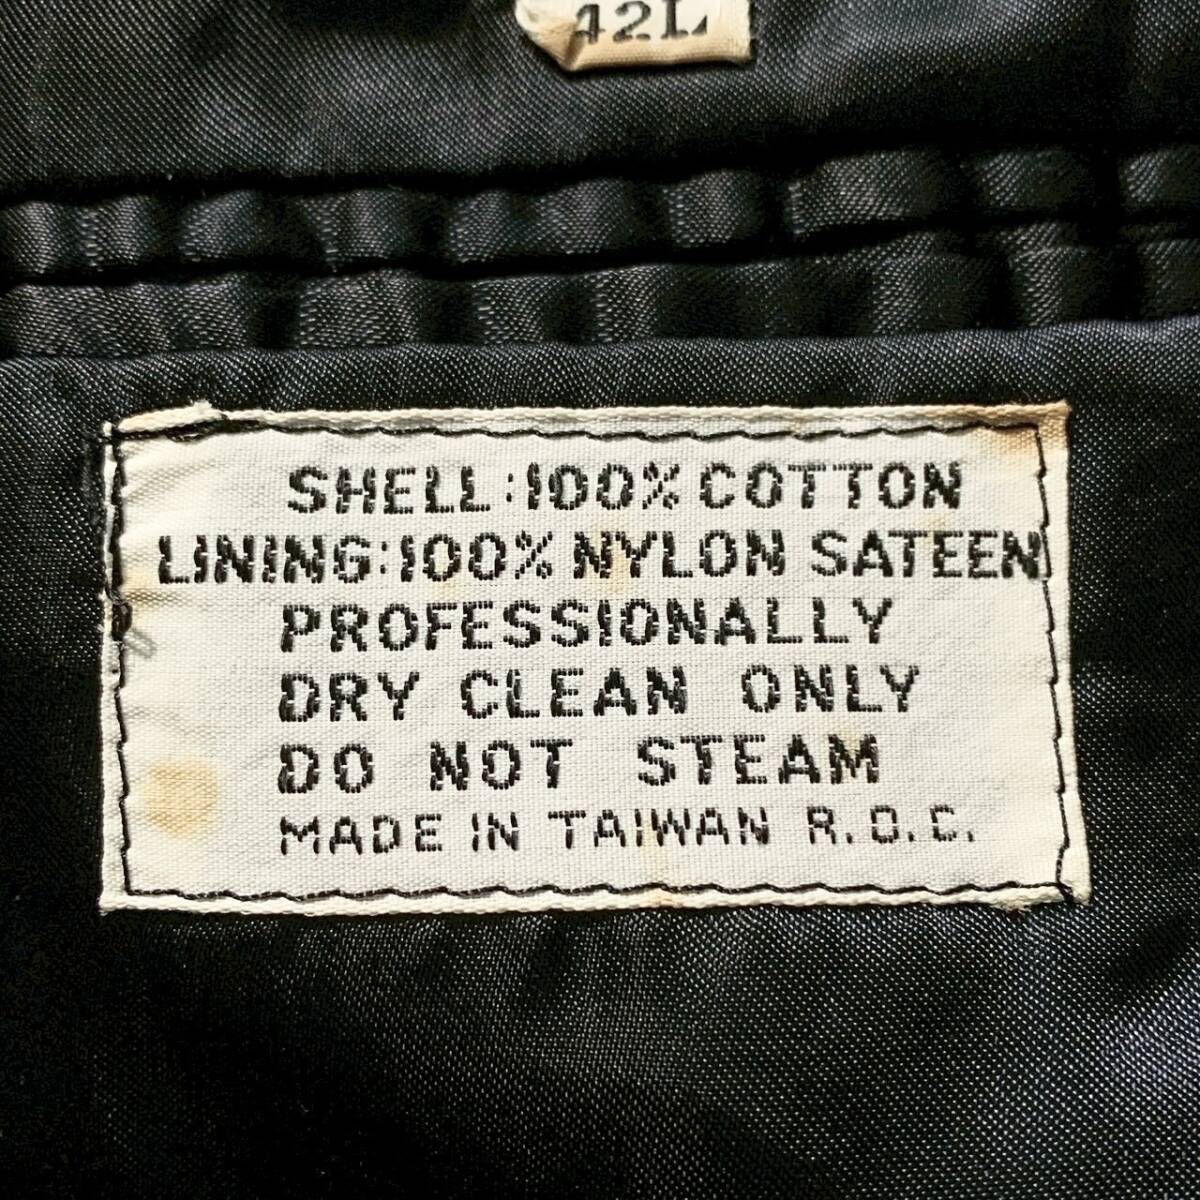 42L
SHELL:100% COTTON
LINING:100% NYLON SATEEN
PROFESSIONALLY
DRY CLEAN ONLY
DO NOT STEAM
MADE IN TAIWAN R.O.C.